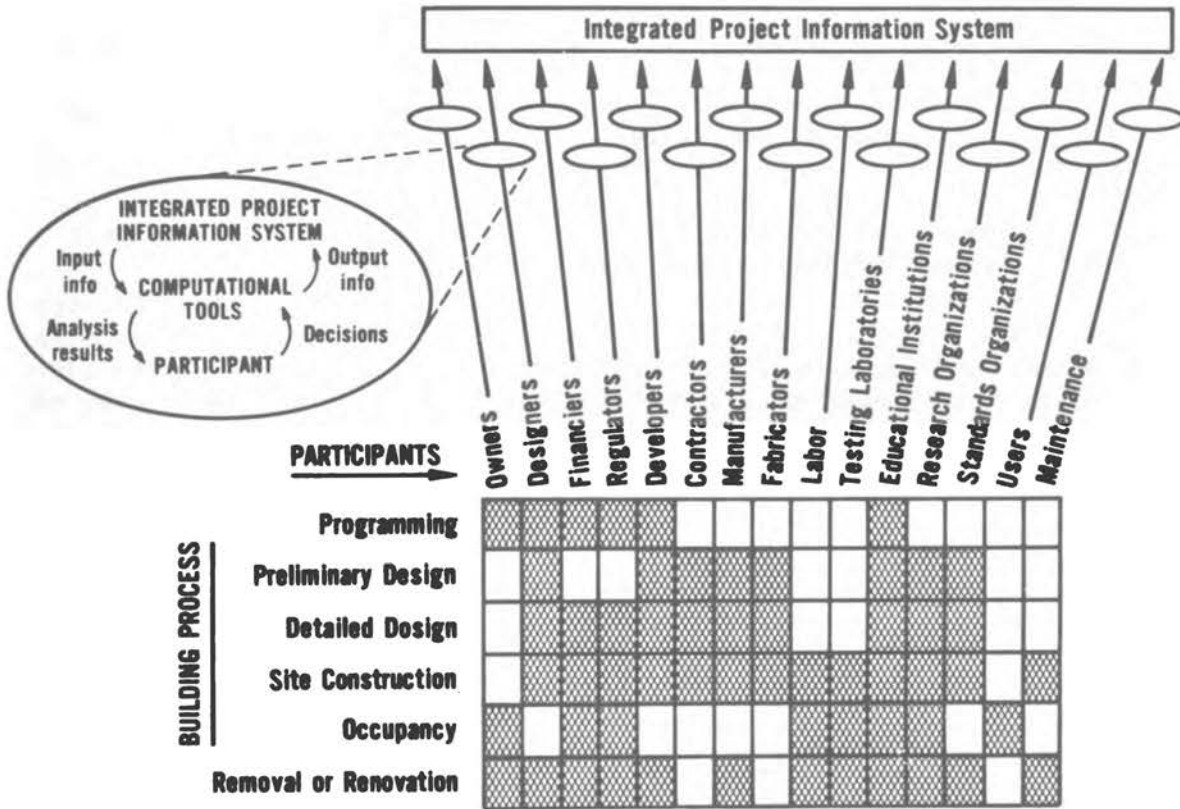 Integrated Project Information System
INTEGRATED PROJECT
INFORMATION SYSTEM
Input
info
Output
info
COMPUTATIONAL
TOOLS
Analysis
results
Decisions
PARTICIPANT
PARTICIPANTS
Owners
Designers
Financiers
Regulators
Developers
Contractors
Manufacturers
Fabricators
Labor
Testing Laboratories
Educational Institutions
Research Organizations
Standards Organizations
Users
Maintenance
BUILDING PROCESS
Programming
Preliminary Design
Detailed Dosign
Site Construction
Occupancy
Removal or Renovation